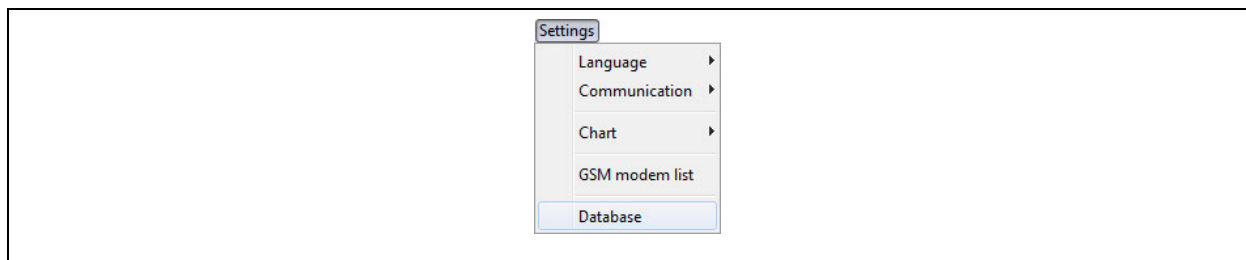 Settings
Language
Communication
Chart
GSM modem list
Database